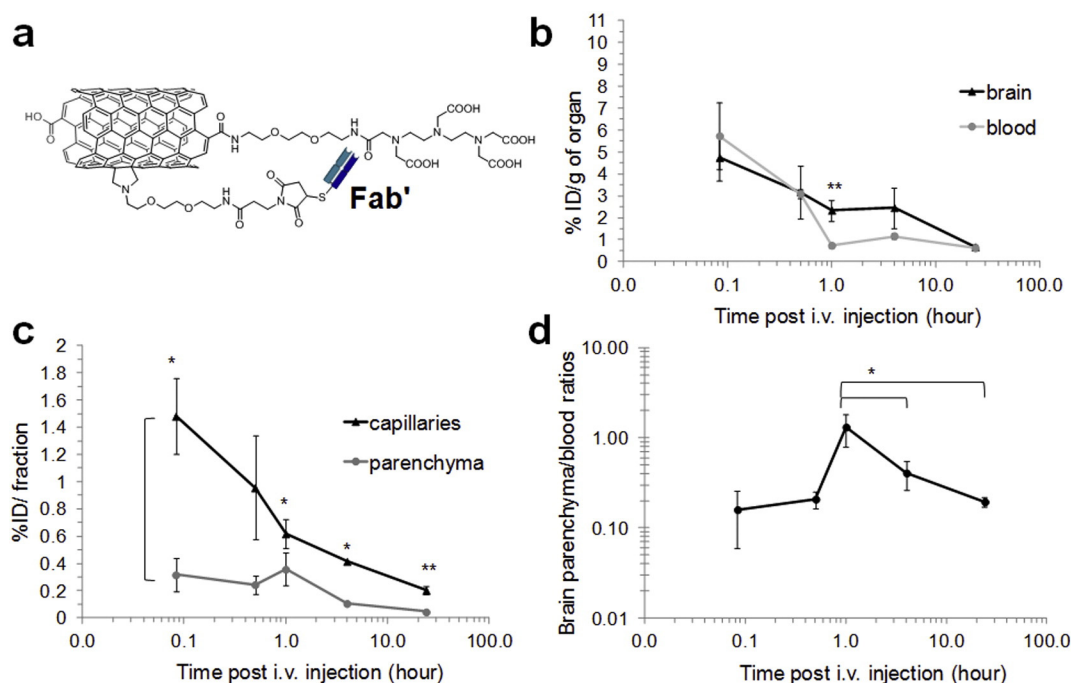 a
HO
O
O
N
H
O
O
H
N
O
N
COOH
N
COOH
N
COOH
COOH
COOH
N
O
O
H
N
O
N
O
O
S
Fab'
b
% ID/g of organ
11
10
9
8
7
6
5
4
3
2
1
0
**
brain
blood
0.0
0.1
1.0
10.0
100.0
Time post i.v. injection (hour)
c
%ID/ fraction
2
1.8
1.6
1.4
1.2
1
0.8
0.6
0.4
0.2
0
*
*
*
**
capillaries
parenchyma
0.0
0.1
1.0
10.0
100.0
Time post i.v. injection (hour)
d
Brain parenchyma/blood ratios
10.00
1.00
0.10
0.01
*
0.0
0.1
1.0
10.0
100.0
Time post i.v. injection (hour)